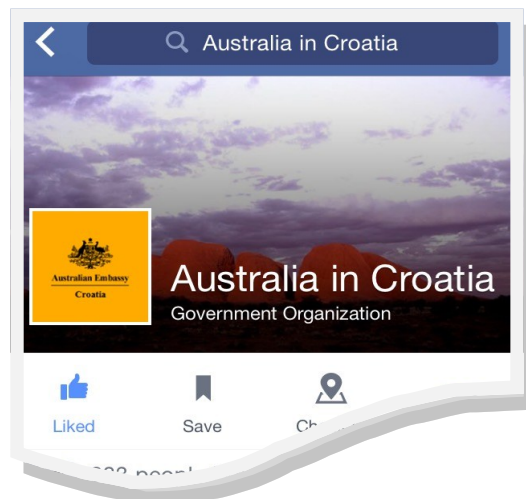 Australia in Croatia
Australian Embassy
Croatia
Australia in Croatia
Government Organization
Liked
Save